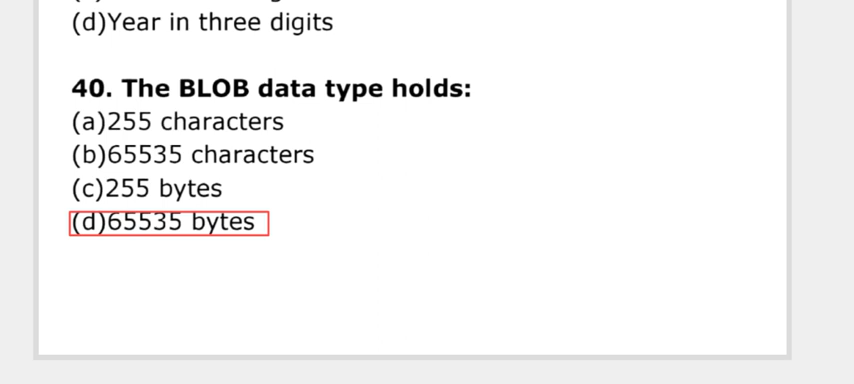 (d)Year in three digits
40. The BLOB data type holds:
(a)255 characters
(b)65535 characters
(c)255 bytes
(d)65535 bytes